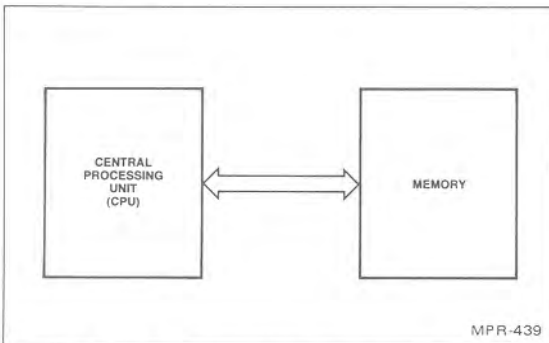 CENTRAL
PROCESSING
UNIT
(CPU)
MEMORY
MPR-439